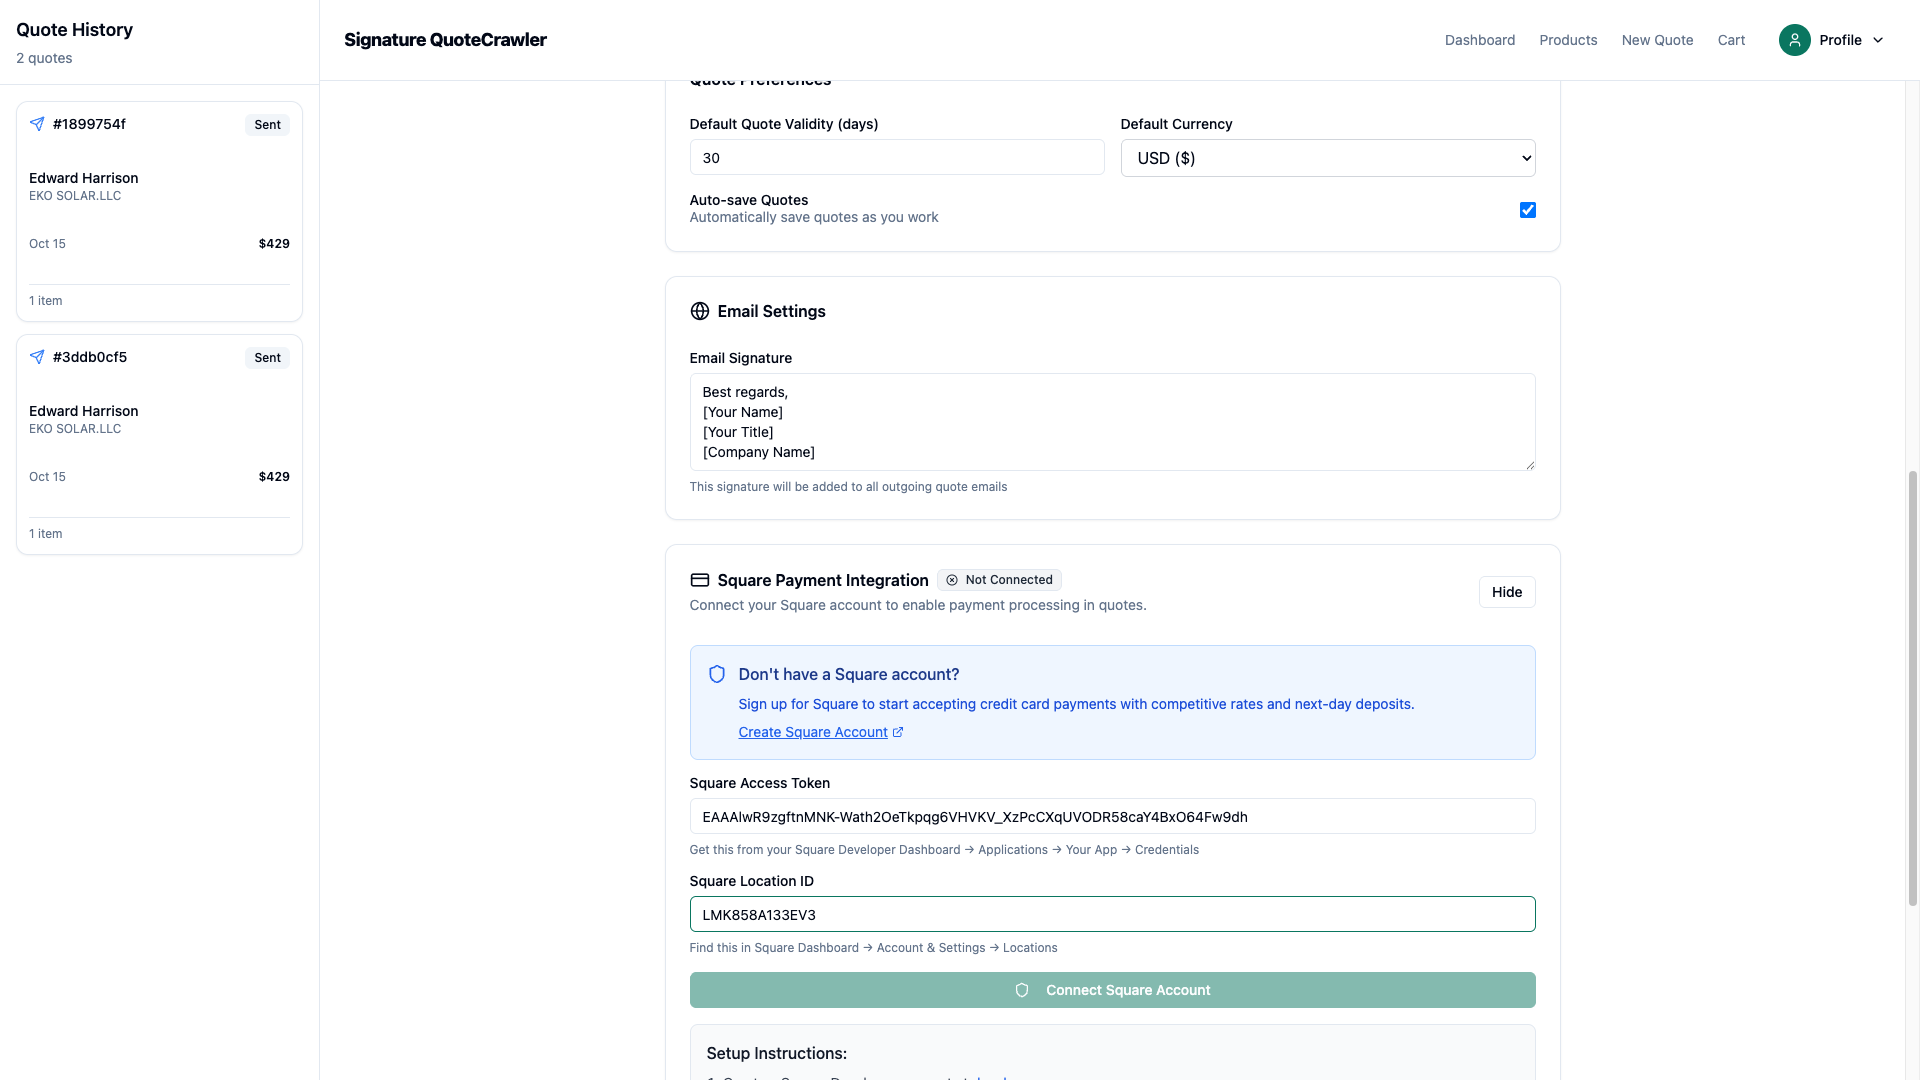 Quote History
2 quotes
#1899754f
Sent
Edward Harrison
EKO SOLAR.LLC
Oct 15
$429
1 item
#3ddb0cf5
Sent
Edward Harrison
EKO SOLAR.LLC
Oct 15
$429
1 item
Signature QuoteCrawler
Dashboard
Products
New Quote
Cart
Profile
Quote Preferences
Default Quote Validity (days)
30
Default Currency
USD ($)
Auto-save Quotes
Automatically save quotes as you work
Email Settings
Email Signature
Best regards,
[Your Name]
[Your Title]
[Company Name]
This signature will be added to all outgoing quote emails
Square Payment Integration
Not Connected
Connect your Square account to enable payment processing in quotes.
Hide
Don't have a Square account?
Sign up for Square to start accepting credit card payments with competitive rates and next-day deposits.
Create Square Account
Square Access Token
EAAAlwR9zgftnMNK-Wath2OeTkpqg6VHVKV_XzPcCXqUVODR58caY4BxO64Fw9dh
Get this from your Square Developer Dashboard → Applications → Your App → Credentials
Square Location ID
LMK858A133EV3
Find this in Square Dashboard → Account & Settings → Locations
Connect Square Account
Setup Instructions: